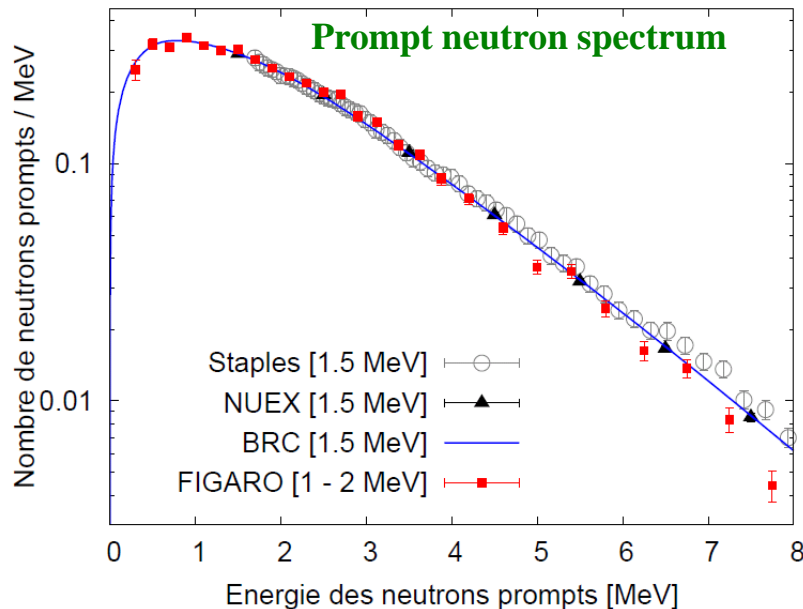 Prompt neutron spectrum
Nombre de neutrons prompts / MeV
0.1
0.01
Staples [1.5 MeV]
NUEX [1.5 MeV]
BRC [1.5 MeV]
FIGARO [1 - 2 MeV]
0 1 2 3 4 5 6 7 8
Energie des neutrons prompts [MeV]